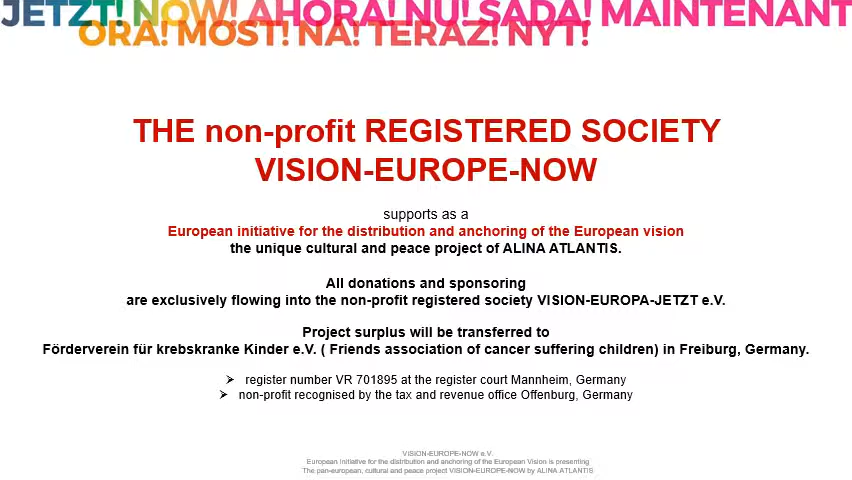 JETZT! NOW! AHORA! NU! SADA! MAINTENANT
ORA! MOST! NA! TERAZ! NYT!
THE non-profit REGISTERED SOCIETY
VISION-EUROPE-NOW
supports as a
European initiative for the distribution and anchoring of the European vision
the unique cultural and peace project of ALINA ATLANTIS.
All donations and sponsoring
are exclusively flowing into the non-profit registered society VISION-EUROPA-JETZT e.V.
Project surplus will be transferred to
Förderverein für krebskranke Kinder e.V. ( Friends association of cancer suffering children) in Freiburg, Germany.
➢ register number VR 701895 at the register court Mannheim, Germany
➢ non-profit recognised by the tax and revenue office Offenburg, Germany
VISION-EUROPE-NOW e.V.
European initiative for the distribution and anchoring of the European Vision is presenting
The pan-european, cultural and peace project VISION-EUROPE-NOW by ALINA ATLANTIS